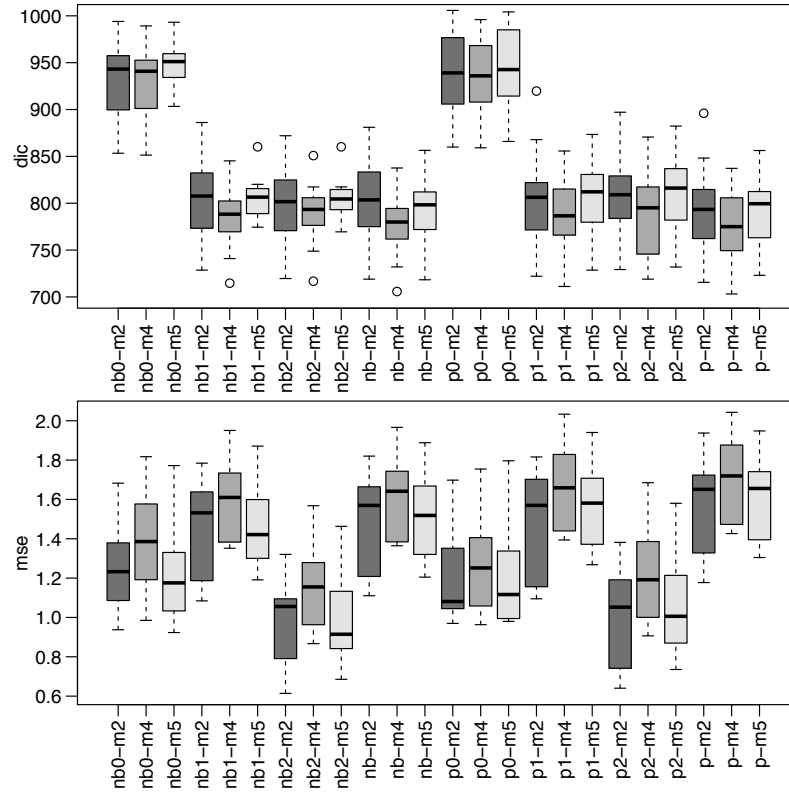 1000
950
900
850
800
750
700
dic
nb0−m2
nb0−m4
nb0−m5
nb1−m2
nb1−m4
nb1−m5
nb2−m2
nb2−m4
nb2−m5
nb−m2
nb−m4
nb−m5
p0−m2
p0−m4
p0−m5
p1−m2
p1−m4
p1−m5
p2−m2
p2−m4
p2−m5
p−m2
p−m4
p−m5
2.0
1.8
1.6
1.4
1.2
1.0
0.8
0.6
mse
nb0−m2
nb0−m4
nb0−m5
nb1−m2
nb1−m4
nb1−m5
nb2−m2
nb2−m4
nb2−m5
nb−m2
nb−m4
nb−m5
p0−m2
p0−m4
p0−m5
p1−m2
p1−m4
p1−m5
p2−m2
p2−m4
p2−m5
p−m2
p−m4
p−m5